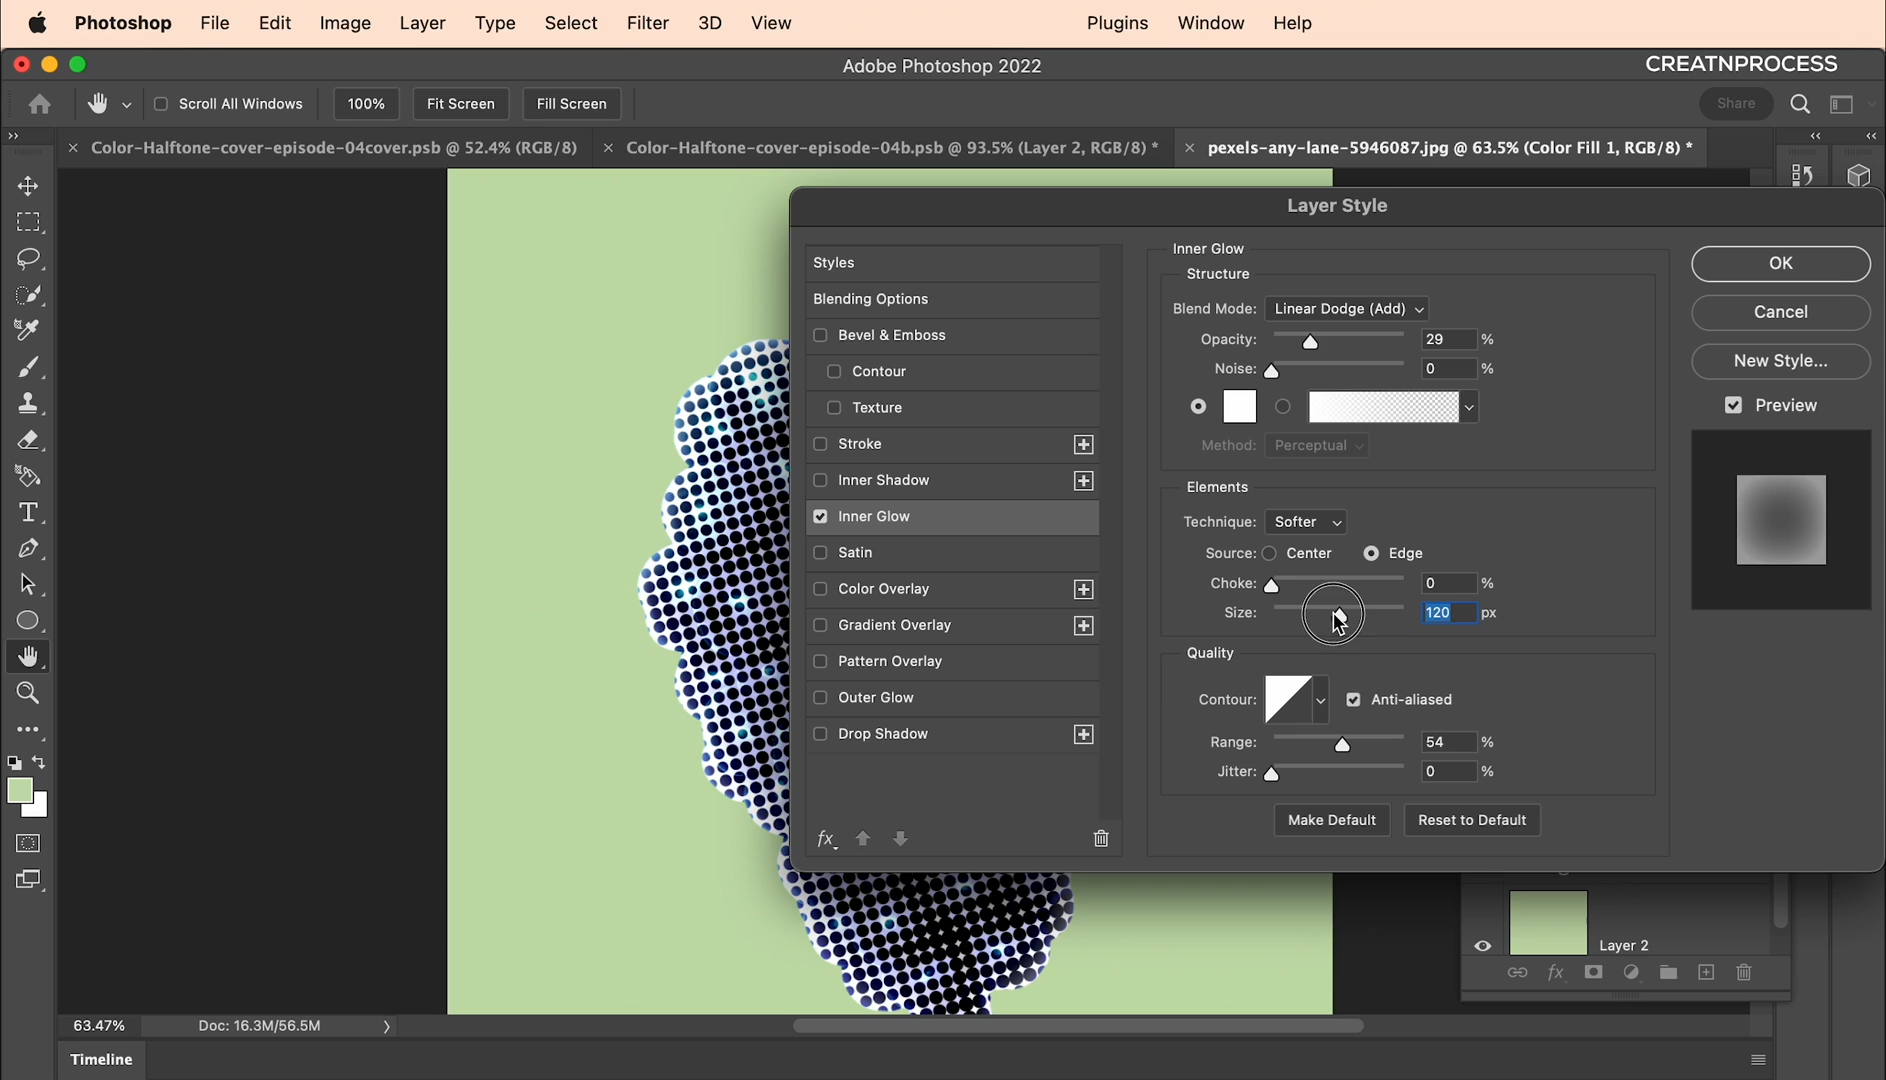 Photoshop File Edit Image Layer Type Select Filter 3D View Plugins Window Help
Adobe Photoshop 2022
CREATNPROCESS
Scroll All Windows 100% Fit Screen Fill Screen Share
Color-Halftone-cover-episode-04cover.psb @ 52.4% (RGB/8)
Color-Halftone-cover-episode-04b.psb @ 93.5% (Layer 2, RGB/8) *
pexels-any-lane-5946087.jpg @ 63.5% (Color Fill 1, RGB/8) *
Layer Style
Styles
Blending Options
Bevel & Emboss
Contour
Texture
Stroke
Inner Shadow
Inner Glow
Satin
Color Overlay
Gradient Overlay
Pattern Overlay
Outer Glow
Drop Shadow
fx
Inner Glow
Structure
Blend Mode: Linear Dodge (Add)
Opacity: 29 %
Noise: 0 %
Method: Perceptual
Elements
Technique: Softer
Source: Center Edge
Choke: 0 %
Size: 120 px
Quality
Contour: Anti-aliased
Range: 54 %
Jitter: 0 %
Make Default Reset to Default
OK
Cancel
New Style...
Preview
Layer 2
fx
63.47% Doc: 16.3M/56.5M
Timeline